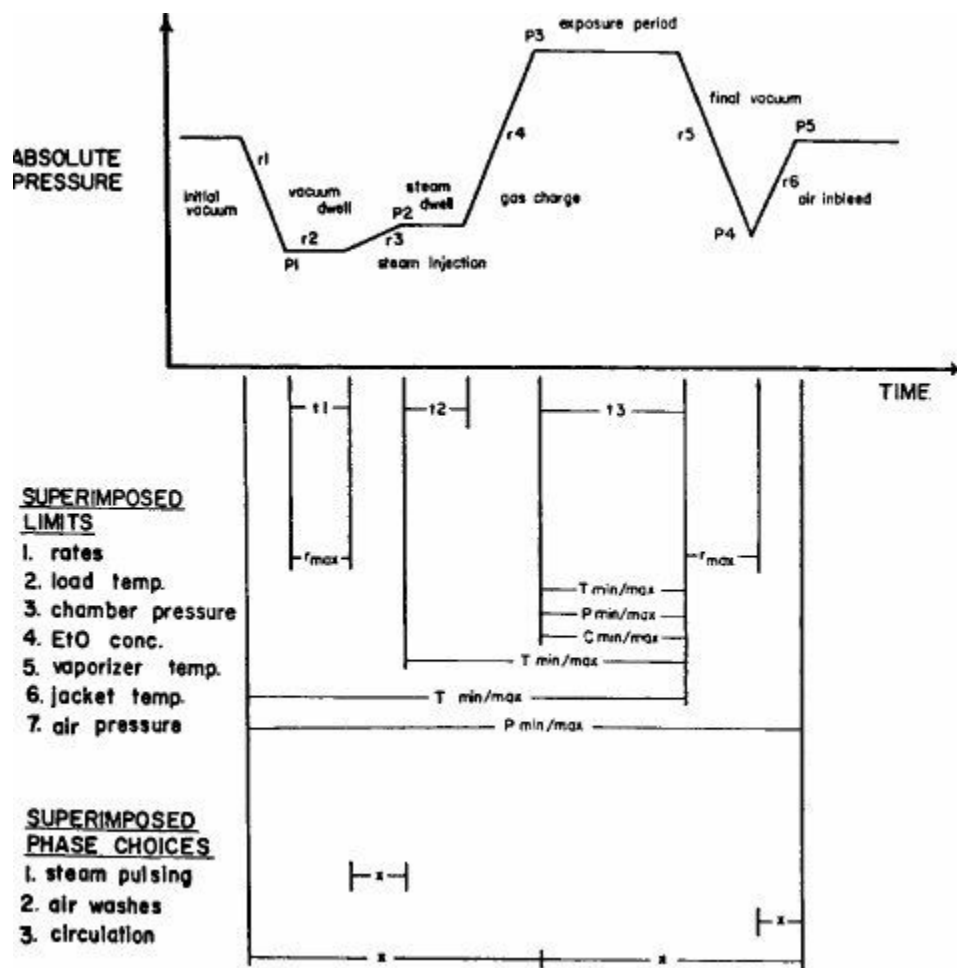 P3
exposure period
final vacuum
P5
ABSOLUTE
PRESSURE
r1
initial
vacuum
vacuum
dwell
steam
dwell
P2
r4
gas charge
r5
r6
air inbleed
r2
r3
P1
P4
steam Injection
TIME.
t1
t2
t3
SUPERIMPOSED
LIMITS
1. rates
rmax
rmax
2. load temp.
T min/max
3. chamber pressure
P min/max
4. EtO conc.
C min/max
5. vaporizer temp.
T min/max
6. jacket temp.
T min/max
7. air pressure
P min/max
SUPERIMPOSED
PHASE CHOICES
1. steam pulsing
x
2. air washes
x
3. circulation
x
x